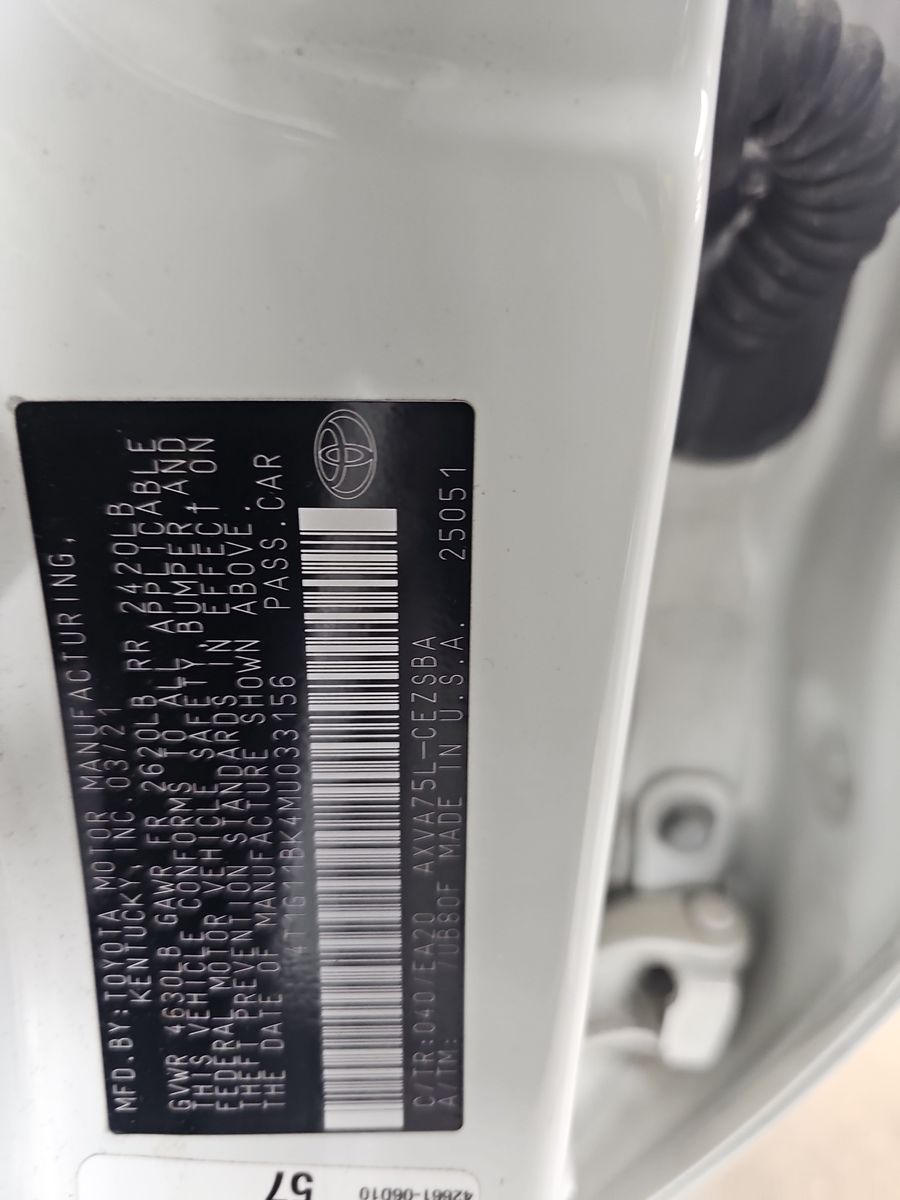 MFD.BY:TOYOTA MOTOR MANUFACTURING,
KENTUCKY, INC.03/21
GVWR 4630LB GAWR FR 2620LB RR 2420LB
THIS VEHICLE CONFORMS TO ALL APPLICABLE
FEDERAL MOTOR VEHICLE SAFETY, BUMPER, AND
THEFT PREVENTION STANDARDS IN EFFECT ON
THE DATE OF MANUFACTURE SHOWN ABOVE.
4T1G11BK4MU033156 PASS.CAR
C/TR:040/EA20 AXVA75L-CEZSBA
A/TM: -/UB80F MADE IN U.S.A. 25051
57
42661-06D10